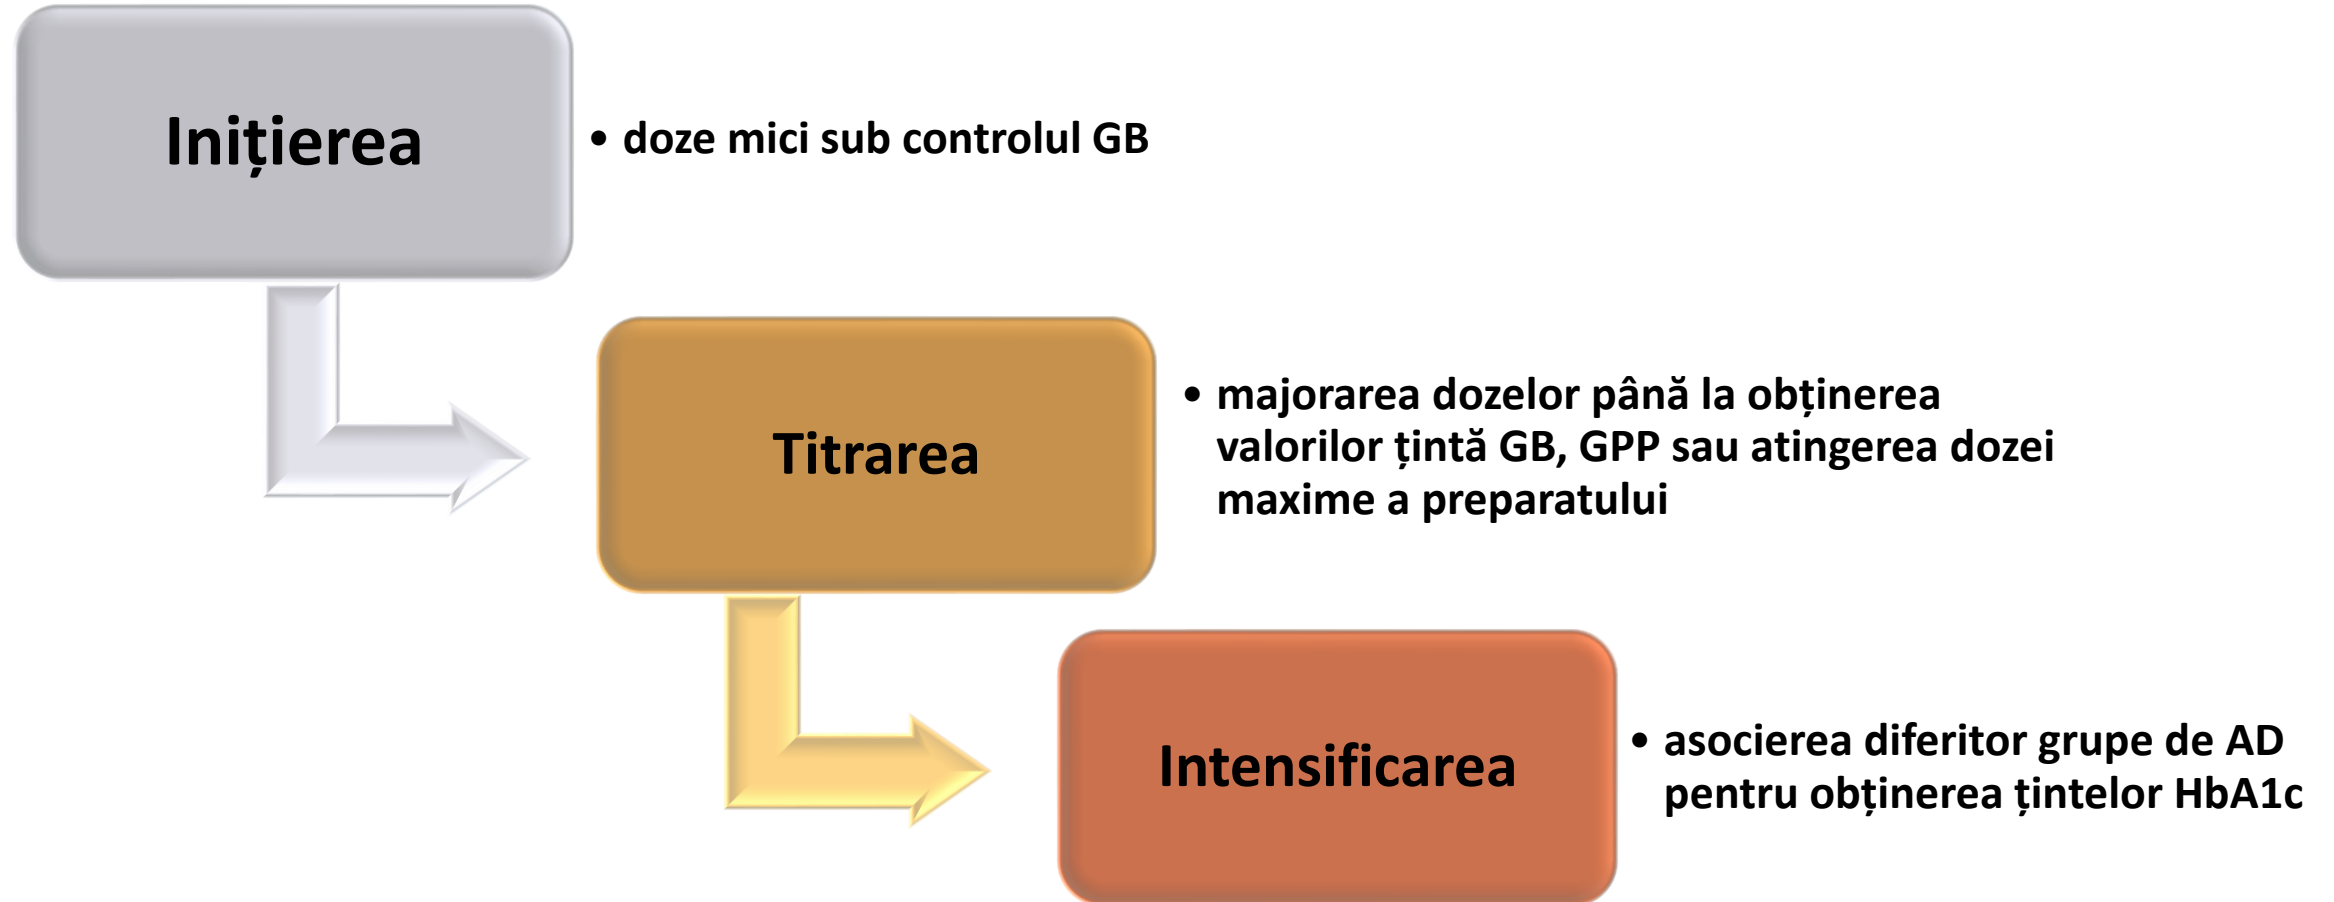 Inițierea
• doze mici sub controlul GB
Titrarea
• majorarea dozelor până la obținerea
valorilor țintă GB, GPP sau atingerea dozei
maxime a preparatului
Intensificarea
• asocierea diferitor grupe de AD
pentru obținerea țintelor HbA1c